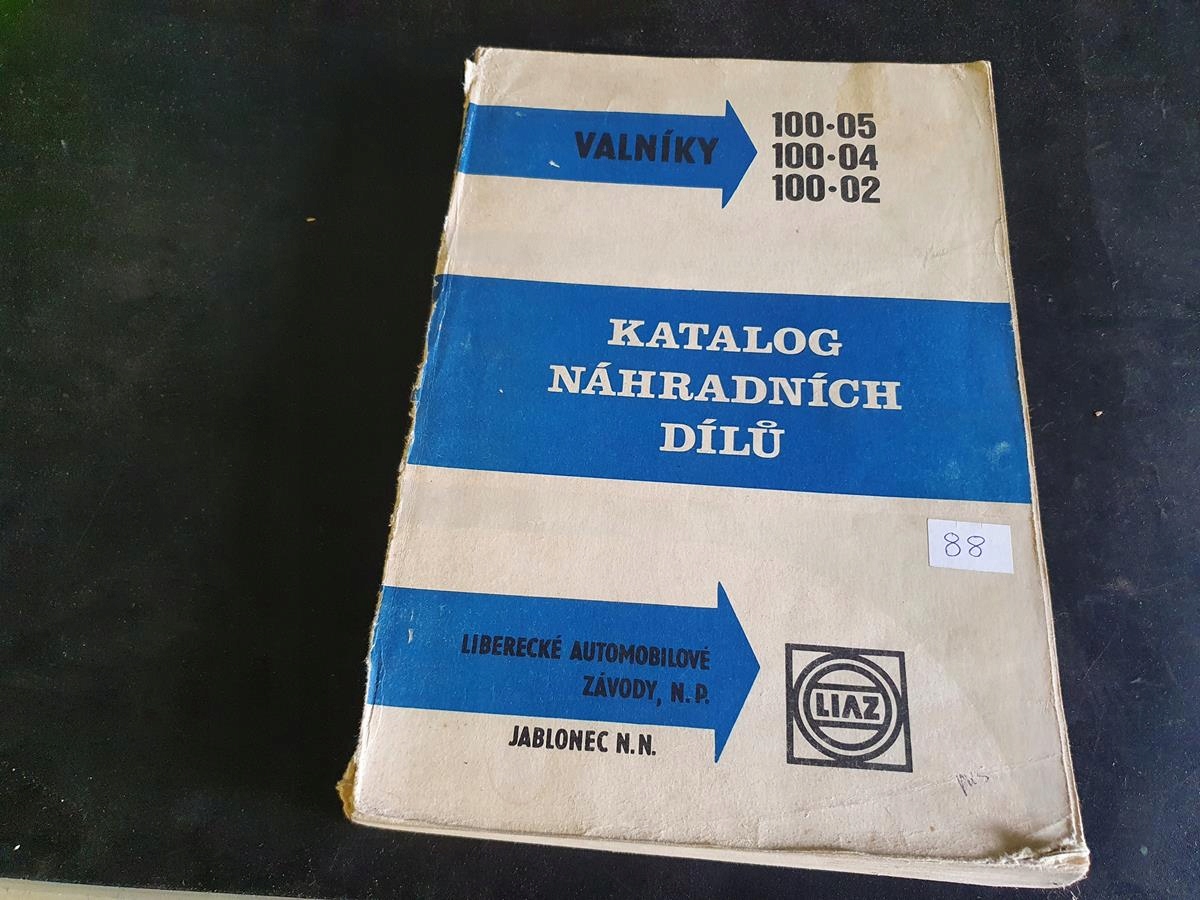 VALNÍKY
100·05
100·04
100·02
KATALOG
NÁHRADNÍCH
DÍLŮ
88
LIBERECKÉ AUTOMOBILOVÉ
ZÁVODY, N. P.
JABLONEC N. N.
LIAZ